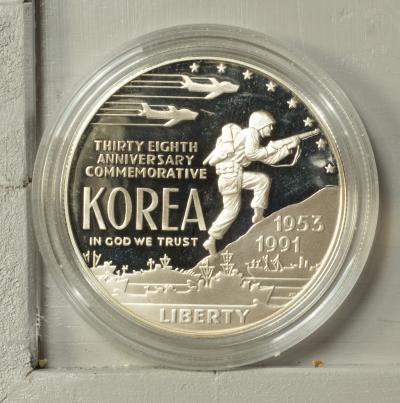 THIRTY EIGHTH
ANNIVERSARY
COMMEMORATIVE
KOREA
IN GOD WE TRUST
1953
1991
LIBERTY